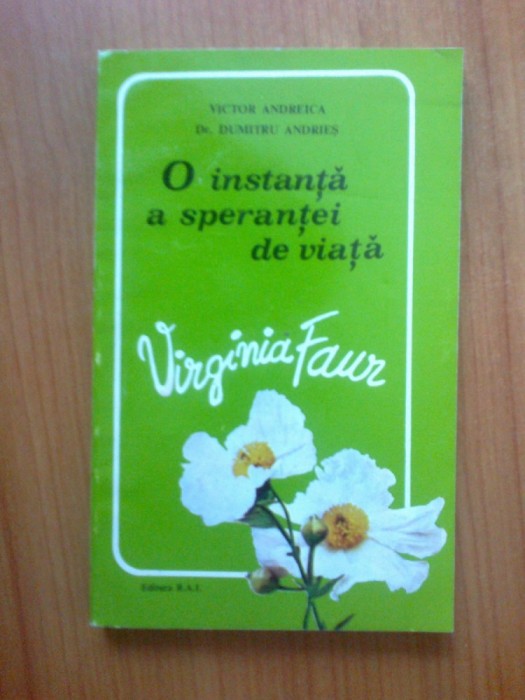 VICTOR ANDREICA
Dr. DUMITRU ANDRIEȘ
O instanță
a speranței
de viață
Virginia Faur
Editura R.A.I.